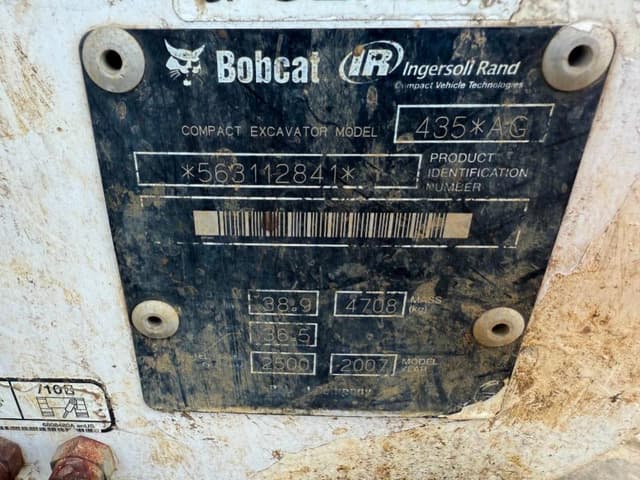 Bobcat IR Ingersoll Rand
Compact Vehicle Technologies
COMPACT EXCAVATOR MODEL 435*AG
*563112841* PRODUCT IDENTIFICATION NUMBER
38.9 4708 MASS (kg)
36.5
2500 2007 MODEL YEAR
/10B